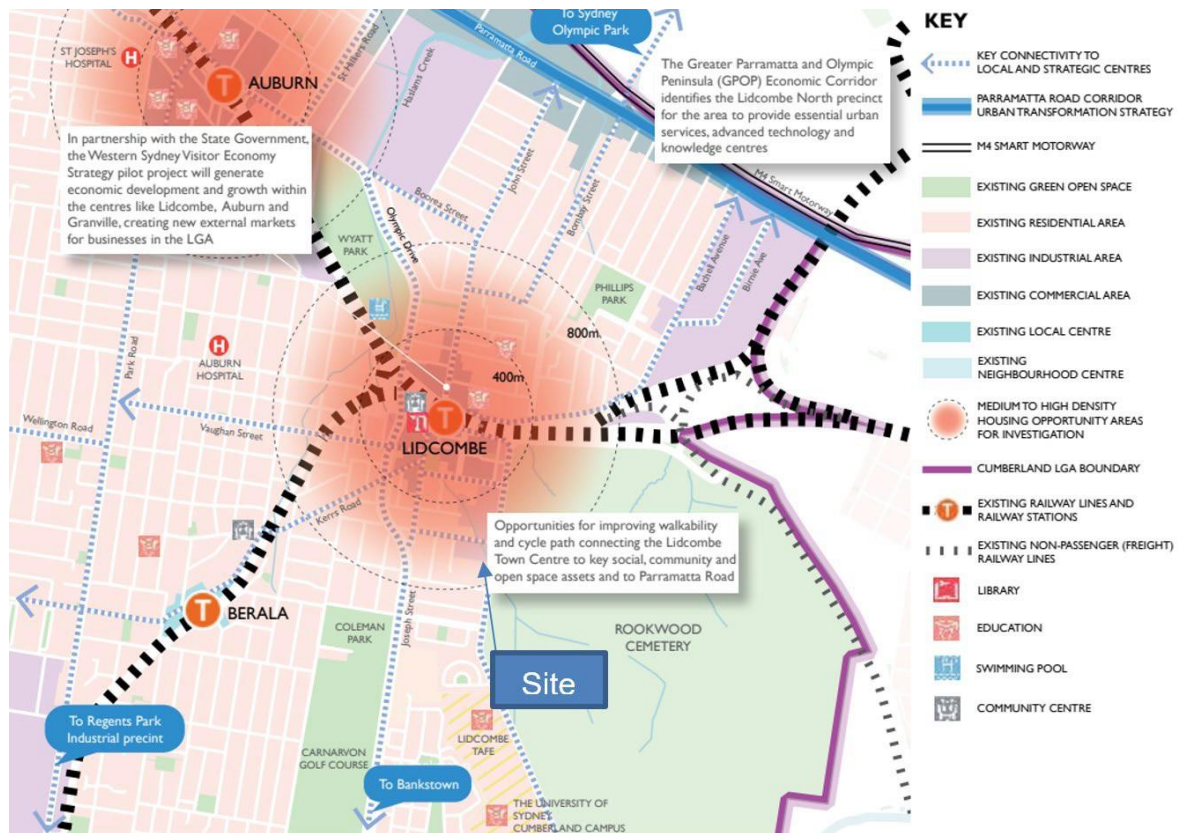 To Sydney
Olympic Park
ST JOSEPH'S
HOSPITAL
H
T
AUBURN
St Hilliers Road
Haslams Creek
Parramatta Road
The Greater Parramatta and Olympic
Peninsula (GPOP) Economic Corridor
identifies the Lidcombe North precinct
for the area to provide essential urban
services, advanced technology and
knowledge centres
In partnership with the State Government,
the Western Sydney Visitor Economy
Strategy pilot project will generate
economic development and growth within
the centres like Lidcombe, Auburn and
Granville, creating new external markets
for businesses in the LGA
Boorea Street
John Street
Bombay Street
M4 Smart Motorway
Olympic Drive
WYATT
PARK
Bachell Avenue
Birnie Ave
PHILLIPS
PARK
800m
400m
H
AUBURN
HOSPITAL
Park Road
Wellington Road
Vaughan Street
T
LIDCOMBE
Kerrs Road
Opportunities for improving walkability
and cycle path connecting the Lidcombe
Town Centre to key social, community and
open space assets and to Parramatta Road
T
BERALA
COLEMAN
PARK
Joseph Street
ROOKWOOD
CEMETERY
Site
To Regents Park
Industrial precint
LIDCOMBE
TAFE
CARNARVON
GOLF COURSE
To Bankstown
THE UNIVERSITY OF
SYDNEY
CUMBERLAND CAMPUS
KEY
KEY CONNECTIVITY TO
LOCAL AND STRATEGIC CENTRES
PARRAMATTA ROAD CORRIDOR
URBAN TRANSFORMATION STRATEGY
M4 SMART MOTORWAY
EXISTING GREEN OPEN SPACE
EXISTING RESIDENTIAL AREA
EXISTING INDUSTRIAL AREA
EXISTING COMMERCIAL AREA
EXISTING LOCAL CENTRE
EXISTING
NEIGHBOURHOOD CENTRE
MEDIUM TO HIGH DENSITY
HOUSING OPPORTUNITY AREAS
FOR INVESTIGATION
CUMBERLAND LGA BOUNDARY
T
EXISTING RAILWAY LINES AND
RAILWAY STATIONS
EXISTING NON-PASSENGER (FREIGHT)
RAILWAY LINES
LIBRARY
EDUCATION
SWIMMING POOL
COMMUNITY CENTRE